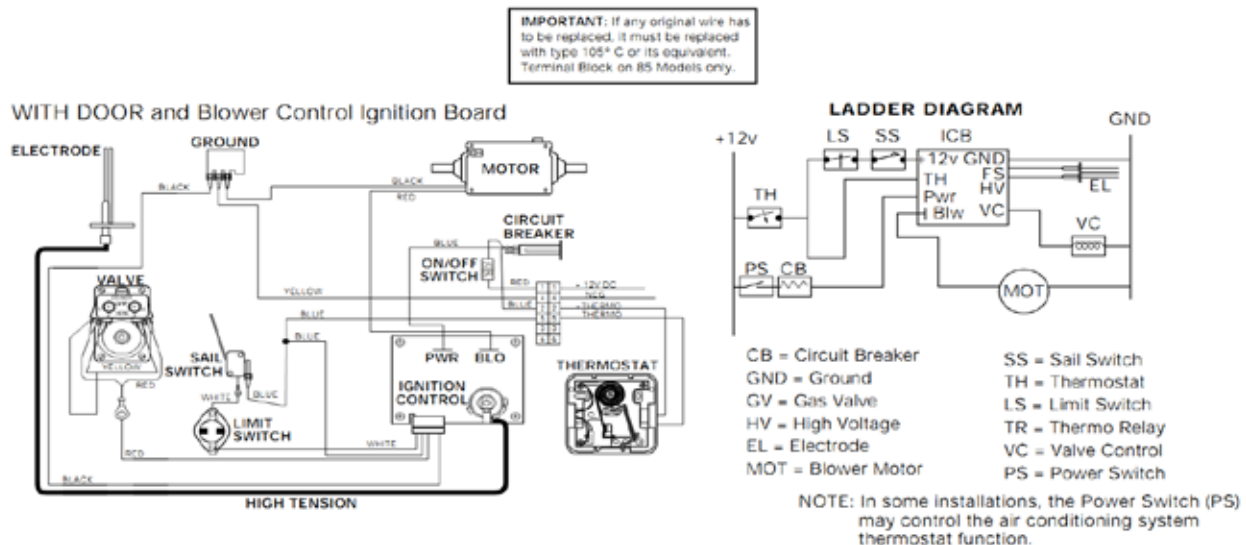 IMPORTANT: If any original wire has
to be replaced, it must be replaced
with type 105° C or its equivalent.
Terminal Block on 85 Models only.
WITH DOOR and Blower Control Ignition Board
ELECTRODE
GROUND
BLACK
MOTOR
BLACK
RED
CIRCUIT
BREAKER
BLUE
ON/OFF
SWITCH
RED
+ 12V DC
NEG
YELLOW
BLUE
THERMO
THERMO
VALVE
BLUE
BLUE
YELLOW
RED
SAIL
SWITCH
WHITE
BLUE
LIMIT
SWITCH
PWR
BLO
IGNITION
CONTROL
THERMOSTAT
WHITE
RED
BLACK
HIGH TENSION
LADDER DIAGRAM
+12v
LS
SS
ICB
GND
+12v GND
FS
TH
HV
EL
Pwr
Blw
VC
TH
VC
PS
CB
MOT
CB = Circuit Breaker
GND = Ground
GV = Gas Valve
HV = High Voltage
EL = Electrode
MOT = Blower Motor
SS = Sail Switch
TH = Thermostat
LS = Limit Switch
TR = Thermo Relay
VC = Valve Control
PS = Power Switch
NOTE: In some installations, the Power Switch (PS)
may control the air conditioning system
thermostat function.